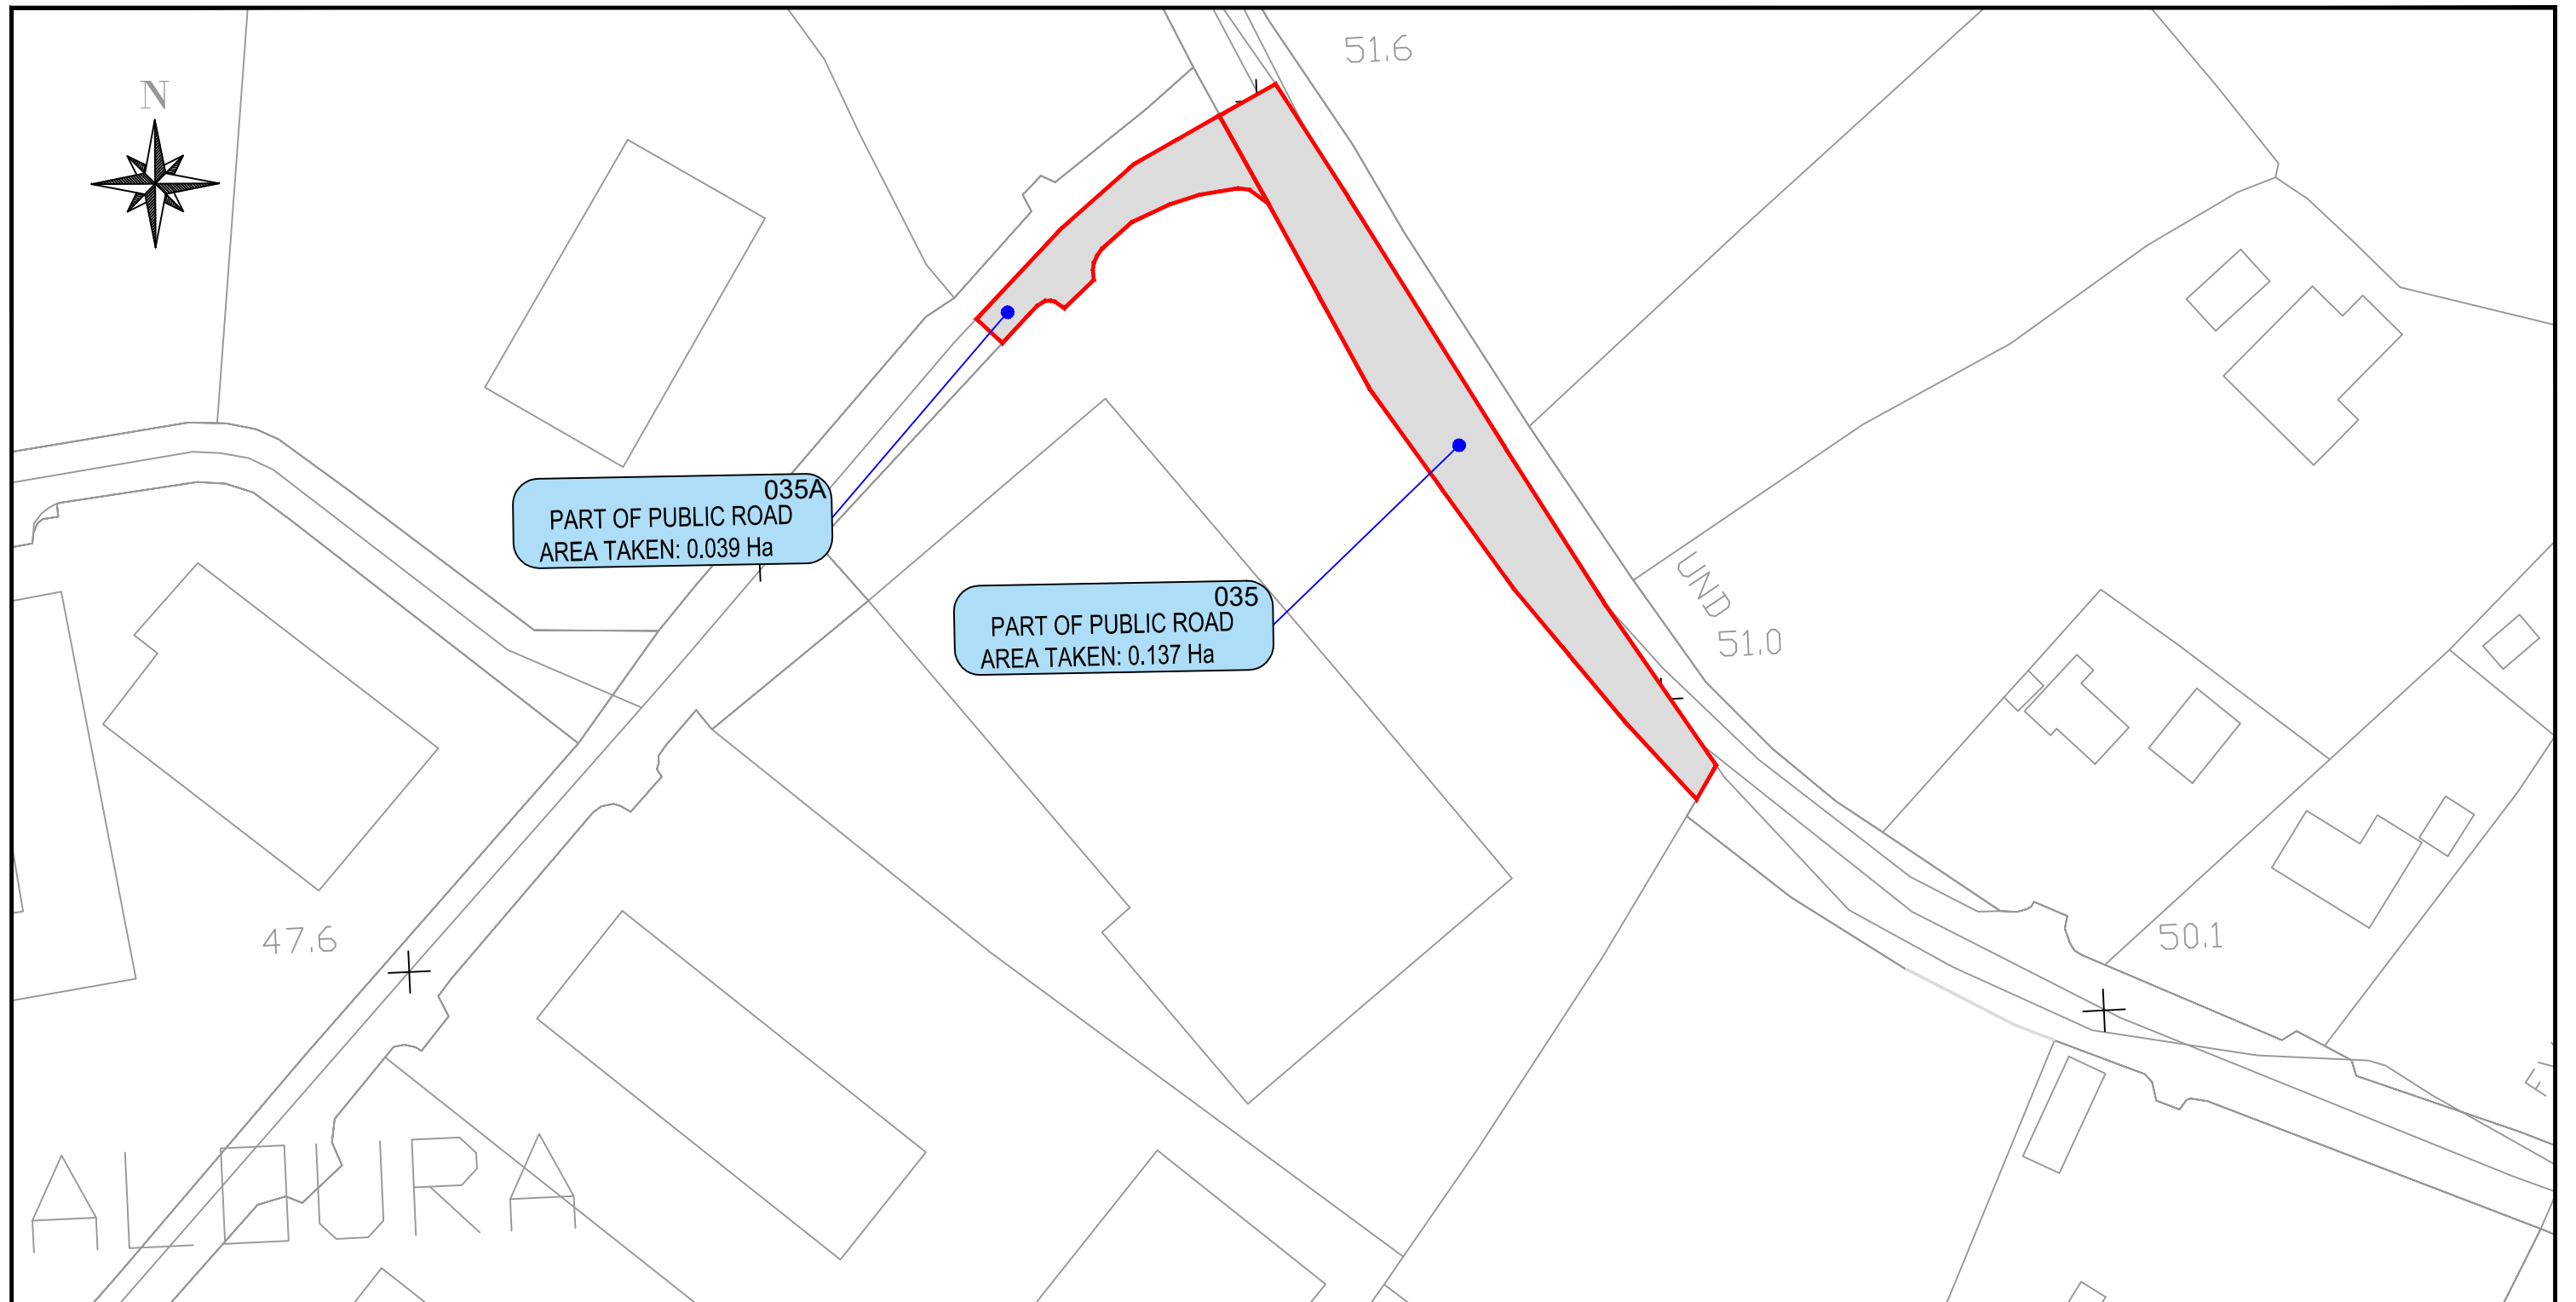 51.6
N
035A
PART OF PUBLIC ROAD
AREA TAKEN: 0.039 Ha
035
PART OF PUBLIC ROAD
AREA TAKEN: 0.137 Ha
UND
51.0
47.6
50.1
ALOURA